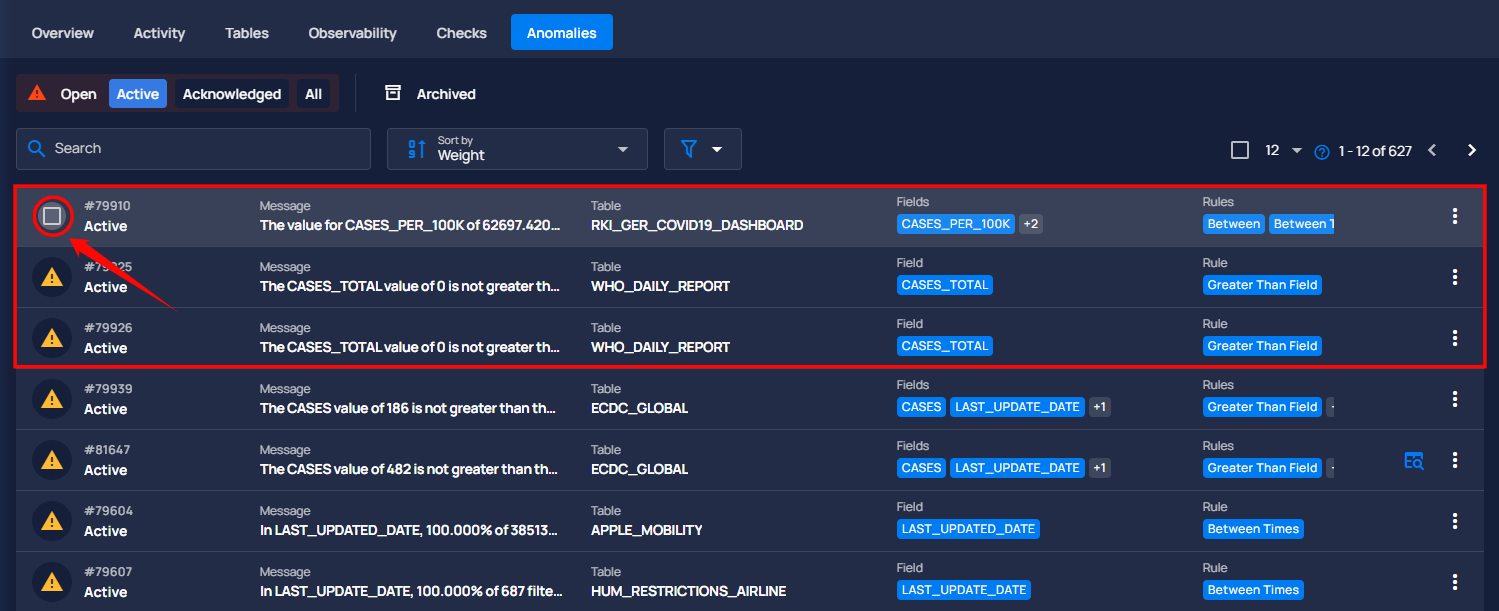 Overview Activity Tables Observability Checks Anomalies
Open Active Acknowledged All Archived
Search
Sort by
Weight
12 1 - 12 of 627
#79910 Message Table Fields Rules
Active The value for CASES_PER_100K of 62697.420... RKI_GER_COVID19_DASHBOARD CASES_PER_100K +2 Between Between
Message Table Field Rule
Active The CASES_TOTAL value of 0 is not greater th... WHO_DAILY_REPORT CASES_TOTAL Greater Than Field
#79926 Message Table Field Rule
Active The CASES_TOTAL value of 0 is not greater th... WHO_DAILY_REPORT CASES_TOTAL Greater Than Field
#79939 Message Table Fields Rules
Active The CASES value of 186 is not greater than th... ECDC_GLOBAL CASES LAST_UPDATE_DATE +1 Greater Than Field
#81647 Message Table Fields Rules
Active The CASES value of 482 is not greater than th... ECDC_GLOBAL CASES LAST_UPDATE_DATE +1 Greater Than Field
#79604 Message Table Field Rule
Active In LAST_UPDATED_DATE, 100.000% of 38513... APPLE_MOBILITY LAST_UPDATED_DATE Between Times
#79607 Message Table Field Rule
Active In LAST_UPDATE_DATE, 100.000% of 687 filte... HUM_RESTRICTIONS_AIRLINE LAST_UPDATE_DATE Between Times